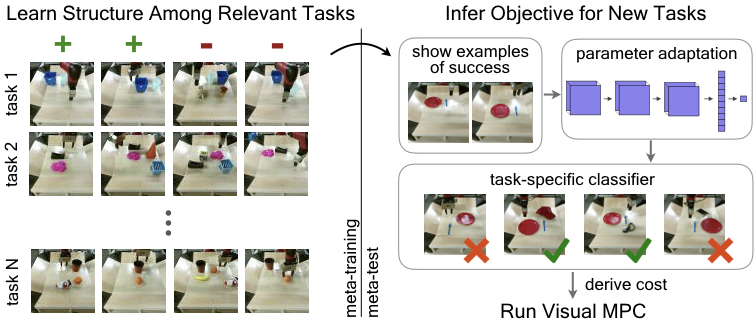 Learn Structure Among Relevant Tasks
+ + - -
task 1
task 2
task N
meta-training
meta-test
Infer Objective for New Tasks
show examples
of success
parameter adaptation
task-specific classifier
derive cost
Run Visual MPC